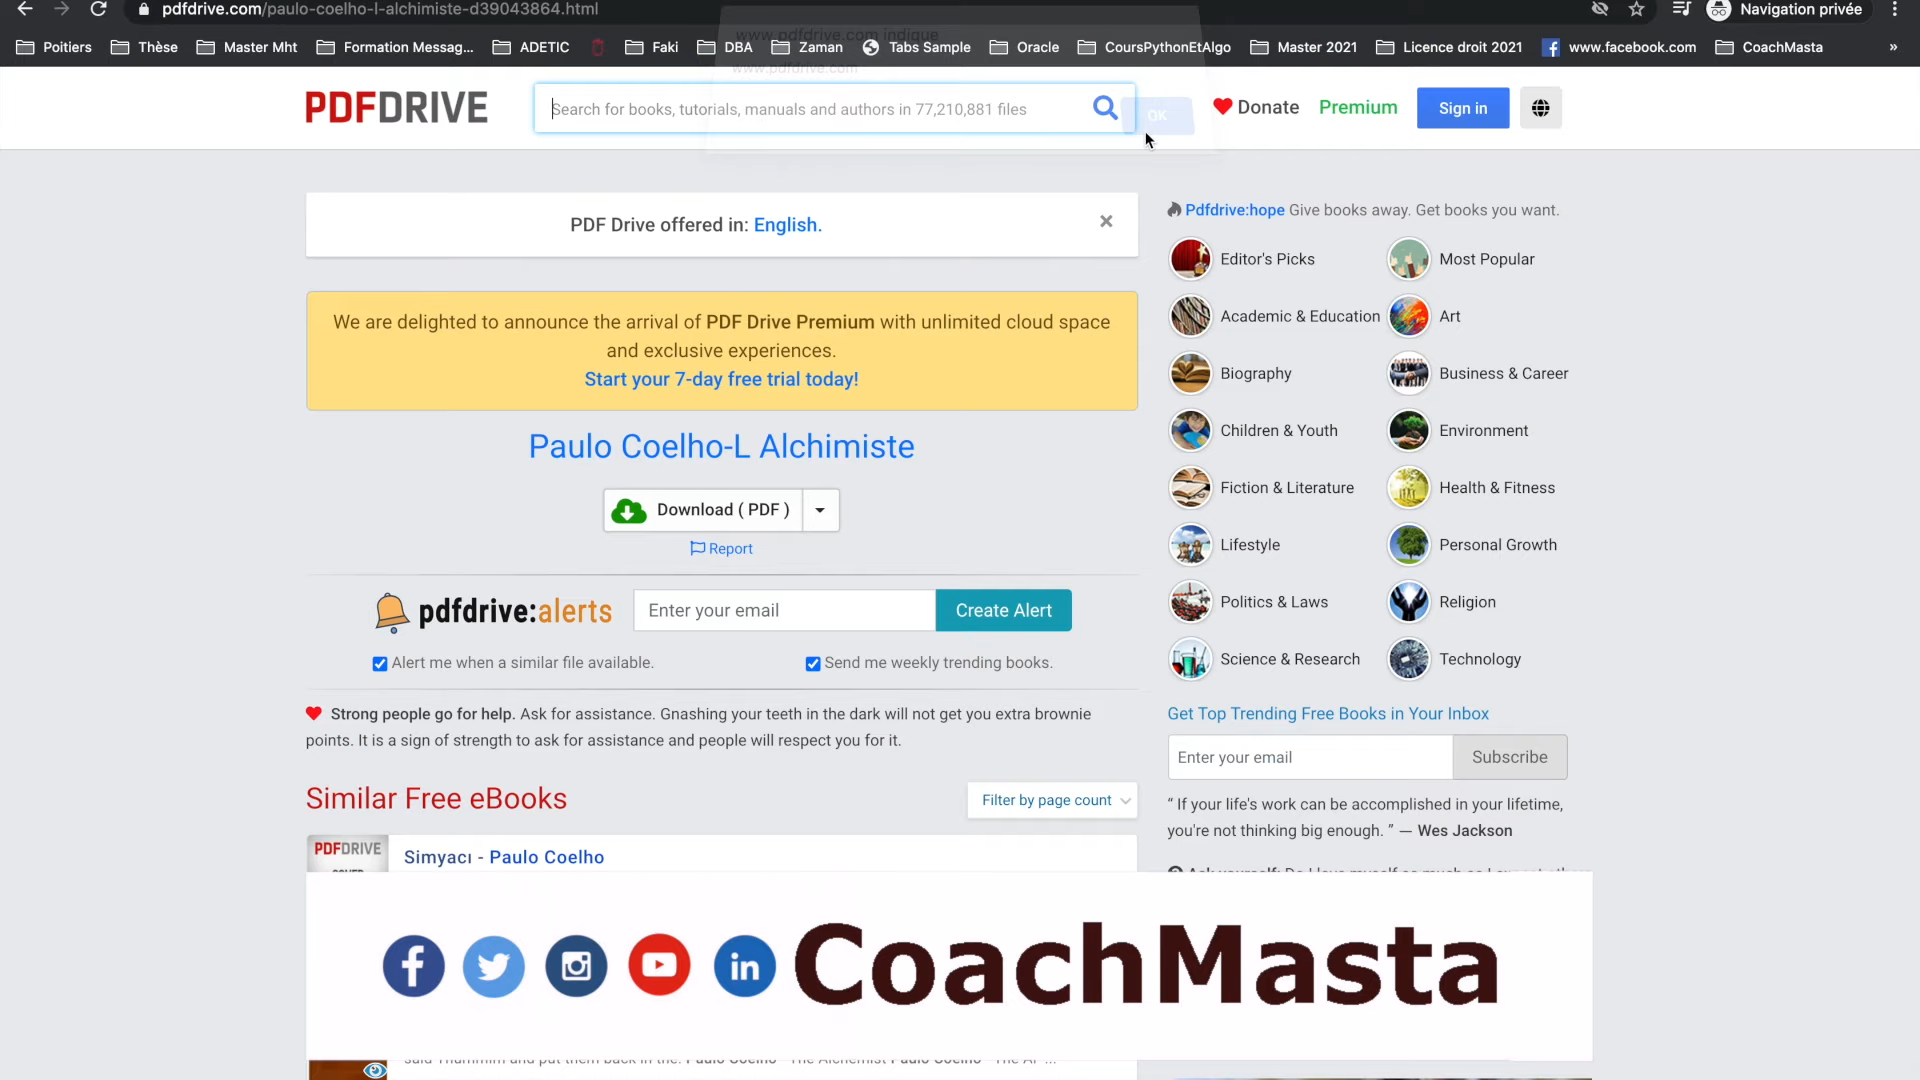 pdfdrive.com/paulo-coelho-l-alchimiste-d39043864.html
Navigation privée
Poitiers Thèse Master Mht Formation Messag... ADETIC Faki DBA Zaman Tabs Sample Oracle CoursPythonEtAlgo Master 2021 Licence droit 2021 www.facebook.com CoachMasta »
www.pdfdrive.com indique
www.pdfdrive.com
PDFDRIVE
Search for books, tutorials, manuals and authors in 77,210,881 files
OK
Donate Premium Sign in
PDF Drive offered in: English.
×
We are delighted to announce the arrival of PDF Drive Premium with unlimited cloud space
and exclusive experiences.
Start your 7-day free trial today!
Paulo Coelho-L Alchimiste
Download ( PDF )
Report
pdfdrive:alerts Enter your email Create Alert
Alert me when a similar file available. Send me weekly trending books.
Strong people go for help. Ask for assistance. Gnashing your teeth in the dark will not get you extra brownie
points. It is a sign of strength to ask for assistance and people will respect you for it.
Similar Free eBooks
Filter by page count
PDFDRIVE
Simyacı - Paulo Coelho
Pdfdrive:hope Give books away. Get books you want.
Editor's Picks Most Popular
Academic & Education Art
Biography Business & Career
Children & Youth Environment
Fiction & Literature Health & Fitness
Lifestyle Personal Growth
Politics & Laws Religion
Science & Research Technology
Get Top Trending Free Books in Your Inbox
Enter your email Subscribe
“ If your life's work can be accomplished in your lifetime,
you're not thinking big enough. ” — Wes Jackson
CoachMasta